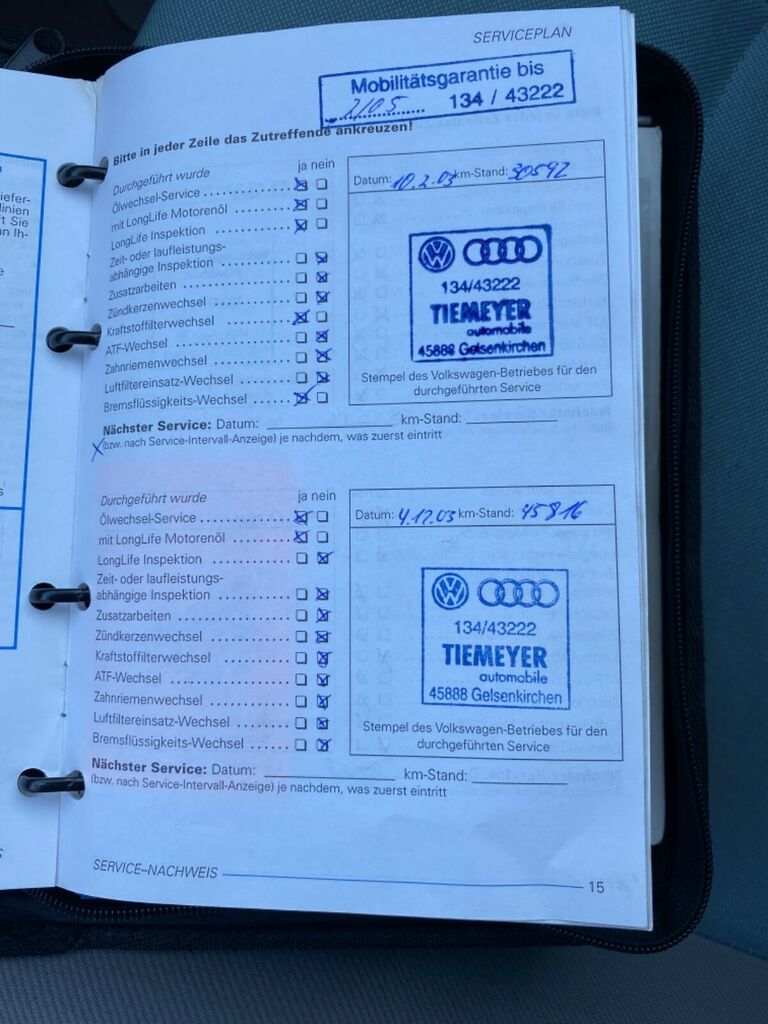 SERVICEPLAN
Mobilitätsgarantie bis
134 / 43222
Bitte in jeder Zeile das Zutreffende ankreuzen!
Durchgeführt wurde ja nein
Ölwechsel-Service
mit LongLife Motorenöl
LongLife Inspektion
Zeit- oder laufleistungs-
abhängige Inspektion
Zusatzarbeiten
Zündkerzenwechsel
Kraftstoffilterwechsel
ATF-Wechsel
Zahnriemenwechsel
Luftfiltereinsatz-Wechsel
Bremsflüssigkeits-Wechsel
Datum: 10.2.03 km-Stand: 30592
134/43222
TIEMEYER
automobile
45888 Gelsenkirchen
Stempel des Volkswagen-Betriebes für den
durchgeführten Service
Nächster Service: Datum: km-Stand:
(bzw. nach Service-Intervall-Anzeige) je nachdem, was zuerst eintritt
Durchgeführt wurde ja nein
Ölwechsel-Service
mit LongLife Motorenöl
LongLife Inspektion
Zeit- oder laufleistungs-
abhängige Inspektion
Zusatzarbeiten
Zündkerzenwechsel
Kraftstoffilterwechsel
ATF-Wechsel
Zahnriemenwechsel
Luftfiltereinsatz-Wechsel
Bremsflüssigkeits-Wechsel
Datum: 4.12.03 km-Stand: 45816
134/43222
TIEMEYER
automobile
45888 Gelsenkirchen
Stempel des Volkswagen-Betriebes für den
durchgeführten Service
Nächster Service: Datum: km-Stand:
(bzw. nach Service-Intervall-Anzeige) je nachdem, was zuerst eintritt
SERVICE–NACHWEIS
15